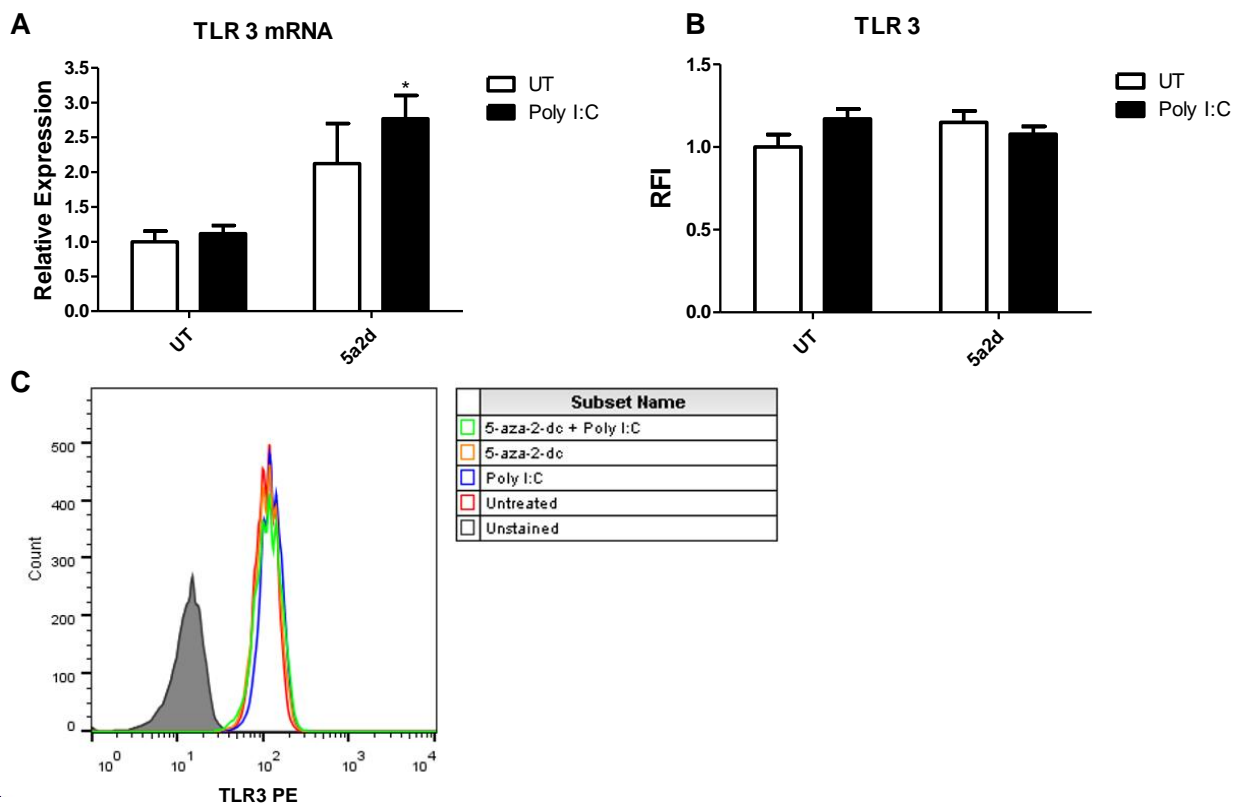 A
TLR 3 mRNA
Relative Expression
3.5
3.0
2.5
2.0
1.5
1.0
0.5
0.0
*
UT
5a2d
UT
Poly I:C
B
TLR 3
RFI
1.5
1.0
0.5
0.0
UT
5a2d
UT
Poly I:C
C
Count
500
400
300
200
100
0
10^0 10^1 10^2 10^3 10^4
TLR3 PE
Subset Name
5-aza-2-dc + Poly I:C
5-aza-2-dc
Poly I:C
Untreated
Unstained